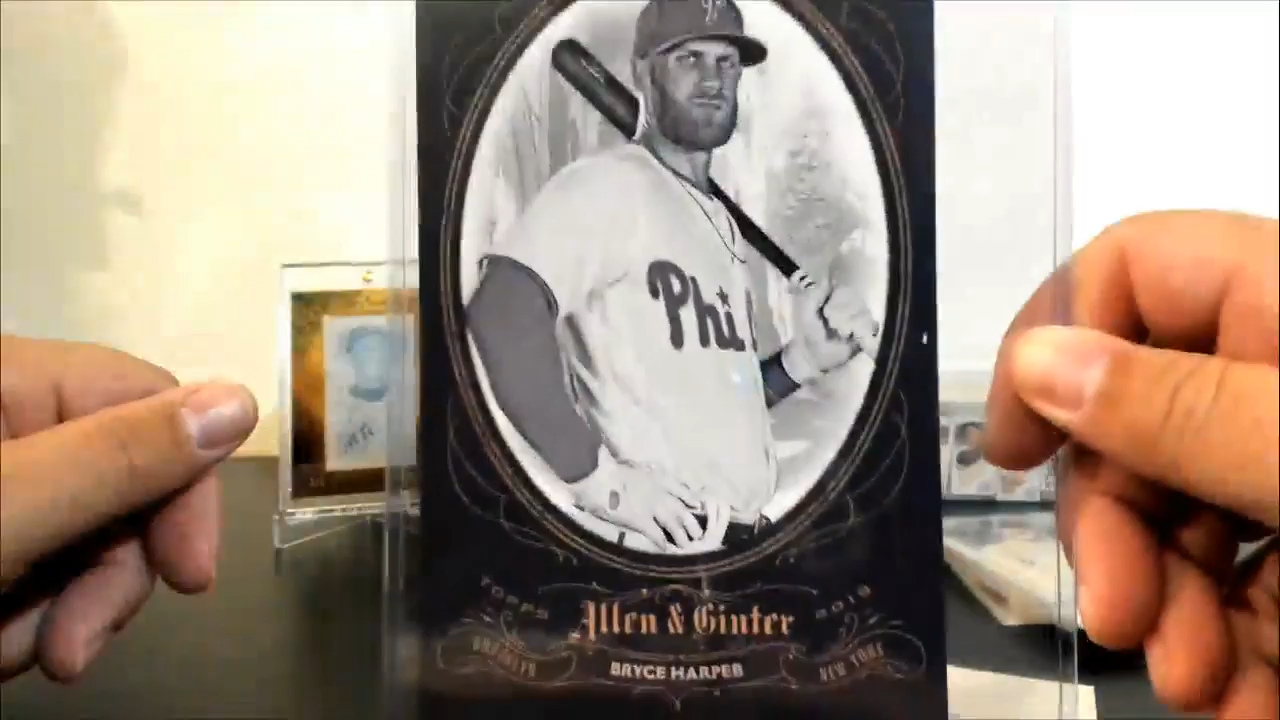 Phil
TOPPS 2019
Allen & Ginter
BROOKLYN NEW YORK
BRYCE HARPER